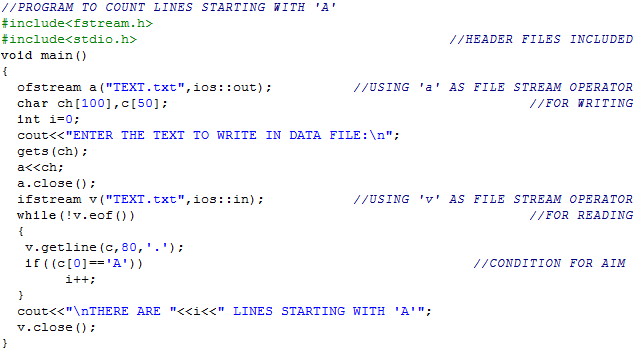 //PROGRAM TO COUNT LINES STARTING WITH 'A'
#include<fstream.h>
#include<stdio.h> //HEADER FILES INCLUDED
void main()
{
ofstream a("TEXT.txt",ios::out); //USING 'a' AS FILE STREAM OPERATOR
char ch[100],c[50]; //FOR WRITING
int i=0;
cout<<"ENTER THE TEXT TO WRITE IN DATA FILE:\n";
gets(ch);
a<<ch;
a.close();
ifstream v("TEXT.txt",ios::in); //USING 'v' AS FILE STREAM OPERATOR
while(!v.eof()) //FOR READING
{
v.getline(c,80,'.');
if((c[0]=='A')) //CONDITION FOR AIM
i++;
}
cout<<"\nTHERE ARE "<<i<<" LINES STARTING WITH 'A'";
v.close();
}